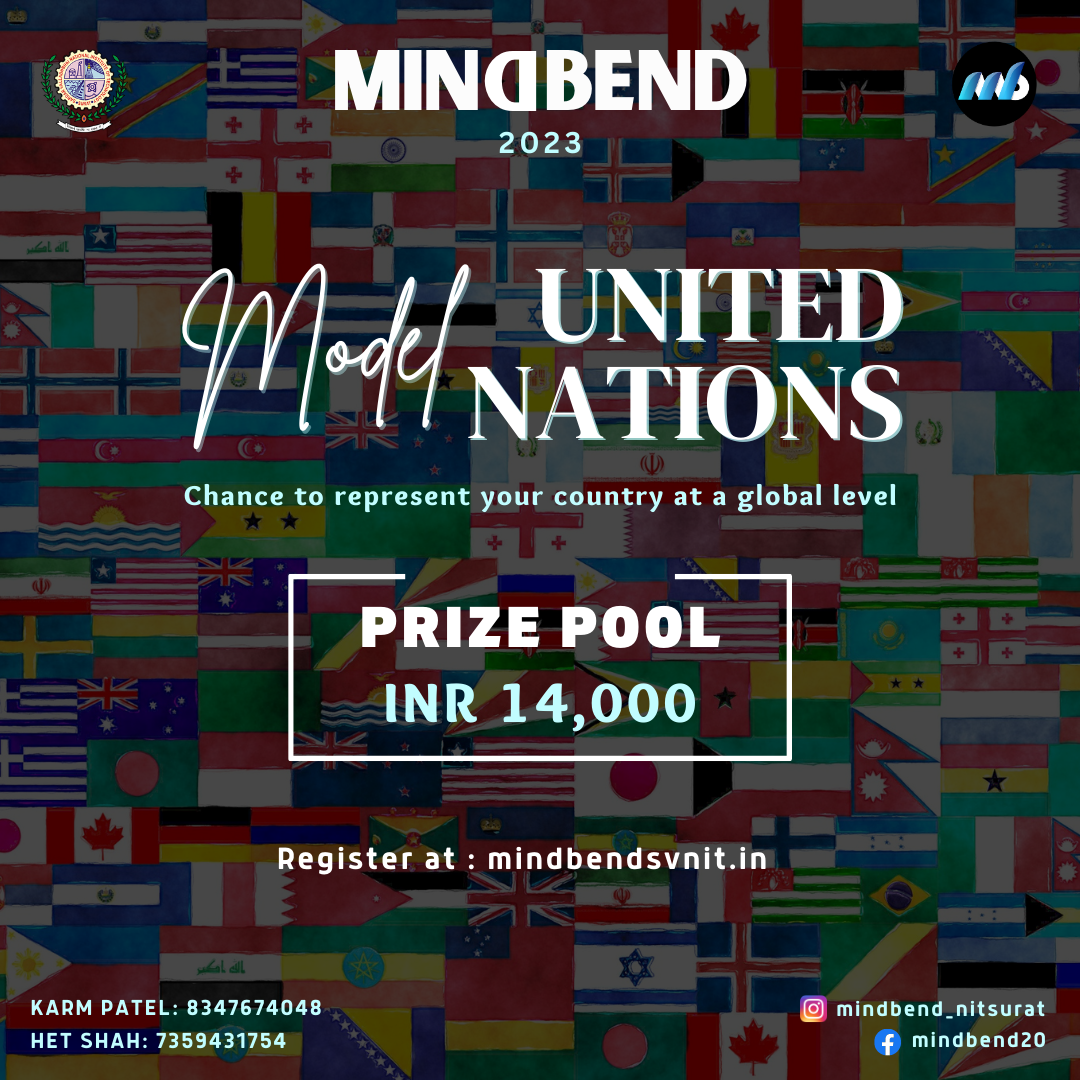 MINDBEND
2023
Model UNITED
NATIONS
Chance to represent your country at a global level
PRIZE POOL
INR 14,000
Register at : mindbendsvnit.in
KARM PATEL: 8347674048
HET SHAH: 7359431754
mindbend_nitsurat
mindbend20
mb